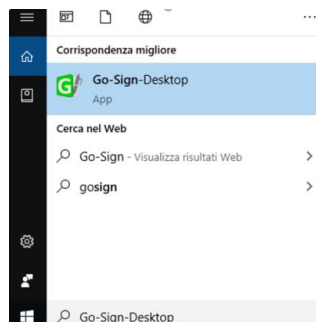 Corrispondenza migliore
Go-Sign-Desktop
App
Cerca nel Web
Go-Sign - Visualizza risultati Web
gosign
Go-Sign-Desktop